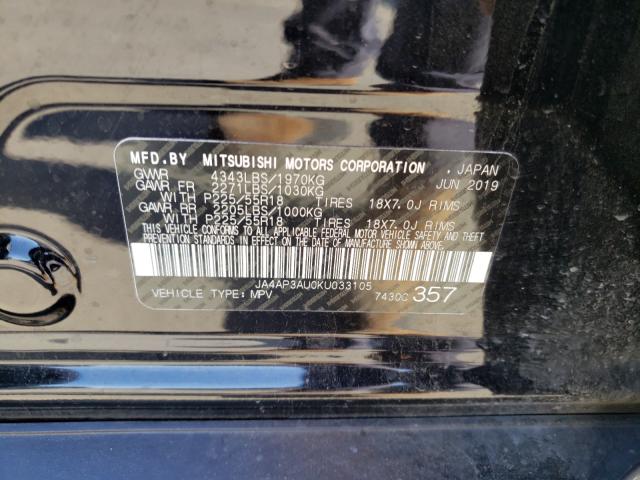 MFD.BY MITSUBISHI MOTORS CORPORATION , JAPAN
GVWR 4343LBS/1970KG JUN 2019
GAWR FR 2271LBS/1030KG
WITH P225/55R18 TIRES 18X7.0J RIMS
GAWR RR 2205LBS/1000KG
WITH P225/55R18 TIRES 18X7.0J RIMS
THIS VEHICLE CONFORMS TO ALL APPLICABLE FEDERAL MOTOR VEHICLE SAFETY AND THEFT
PREVENTION STANDARDS IN EFFECT ON THE DATE OF MANUFACTURE SHOWN ABOVE.
JA4AP3AU0KU033105
VEHICLE TYPE: MPV 7430C 357